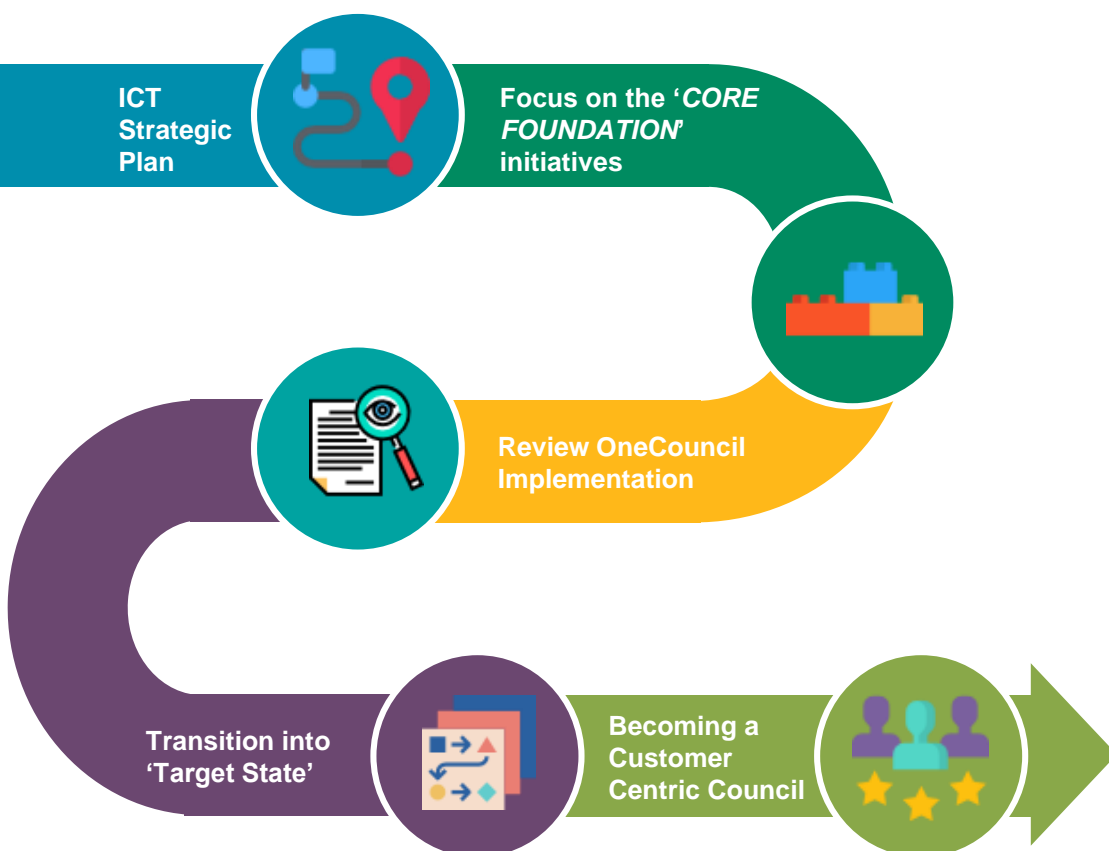 ICT
Strategic
Plan
Focus on the ‘CORE
FOUNDATION’
initiatives
Review OneCouncil
Implementation
Transition into
‘Target State’
Becoming a
Customer
Centric Council